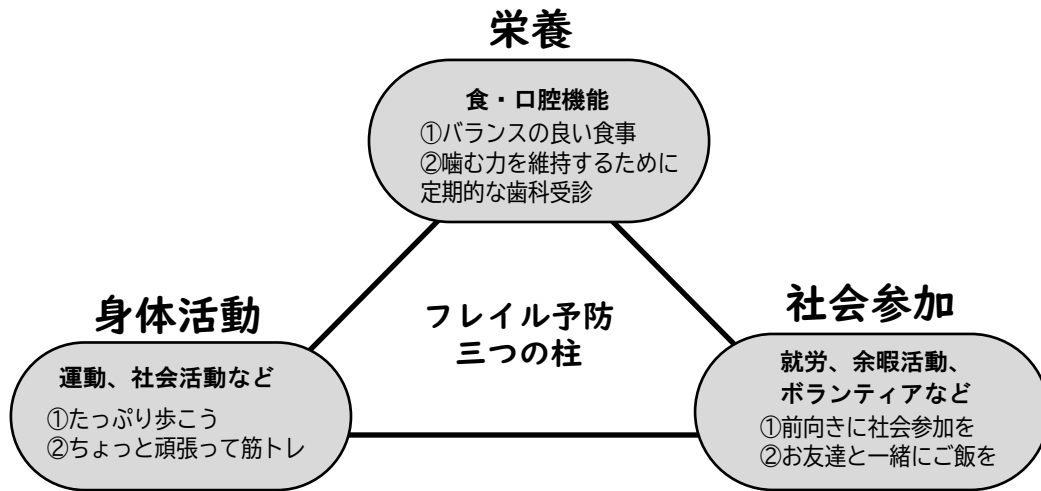 栄養
食・口腔機能
①バランスの良い食事
②噛む力を維持するために
定期的な歯科受診
身体活動
運動、社会活動など
①たっぷり歩こう
②ちょっと頑張って筋トレ
フレイル予防
三つの柱
社会参加
就労、余暇活動、
ボランティアなど
①前向きに社会参加を
②お友達と一緒にご飯を